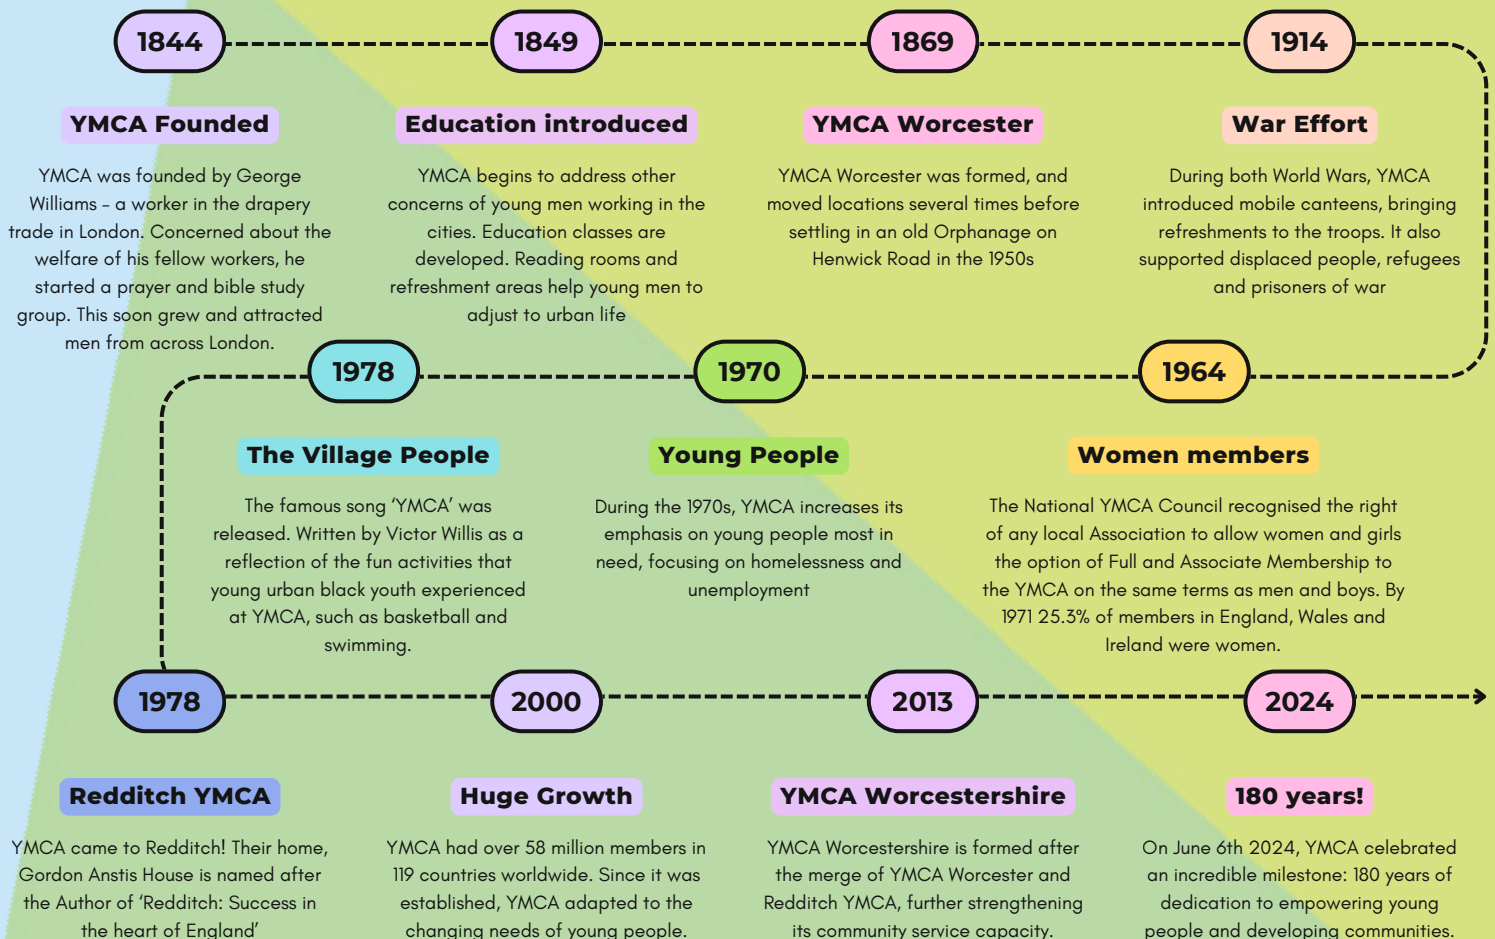 1844
1849
1869
1914
YMCA Founded
YMCA was founded by George
Williams - a worker in the drapery
trade in London. Concerned about the
welfare of his fellow workers, he
started a prayer and bible study
group. This soon grew and attracted
men from across London.
Education introduced
YMCA begins to address other
concerns of young men working in the
cities. Education classes are
developed. Reading rooms and
refreshment areas help young men to
adjust to urban life
YMCA Worcester
YMCA Worcester was formed, and
moved locations several times before
settling in an old Orphanage on
Henwick Road in the 1950s
War Effort
During both World Wars, YMCA
introduced mobile canteens, bringing
refreshments to the troops. It also
supported displaced people, refugees
and prisoners of war
1978
1970
1964
The Village People
The famous song ‘YMCA’ was
released. Written by Victor Willis as a
reflection of the fun activities that
young urban black youth experienced
at YMCA, such as basketball and
swimming.
Young People
During the 1970s, YMCA increases its
emphasis on young people most in
need, focusing on homelessness and
unemployment
Women members
The National YMCA Council recognised the right
of any local Association to allow women and girls
the option of Full and Associate Membership to
the YMCA on the same terms as men and boys. By
1971 25.3% of members in England, Wales and
Ireland were women.
1978
2000
2013
2024
Redditch YMCA
YMCA came to Redditch! Their home,
Gordon Anstis House is named after
the Author of ‘Redditch: Success in
the heart of England’
Huge Growth
YMCA had over 58 million members in
119 countries worldwide. Since it was
established, YMCA adapted to the
changing needs of young people.
YMCA Worcestershire
YMCA Worcestershire is formed after
the merge of YMCA Worcester and
Redditch YMCA, further strengthening
its community service capacity.
180 years!
On June 6th 2024, YMCA celebrated
an incredible milestone: 180 years of
dedication to empowering young
people and developing communities.